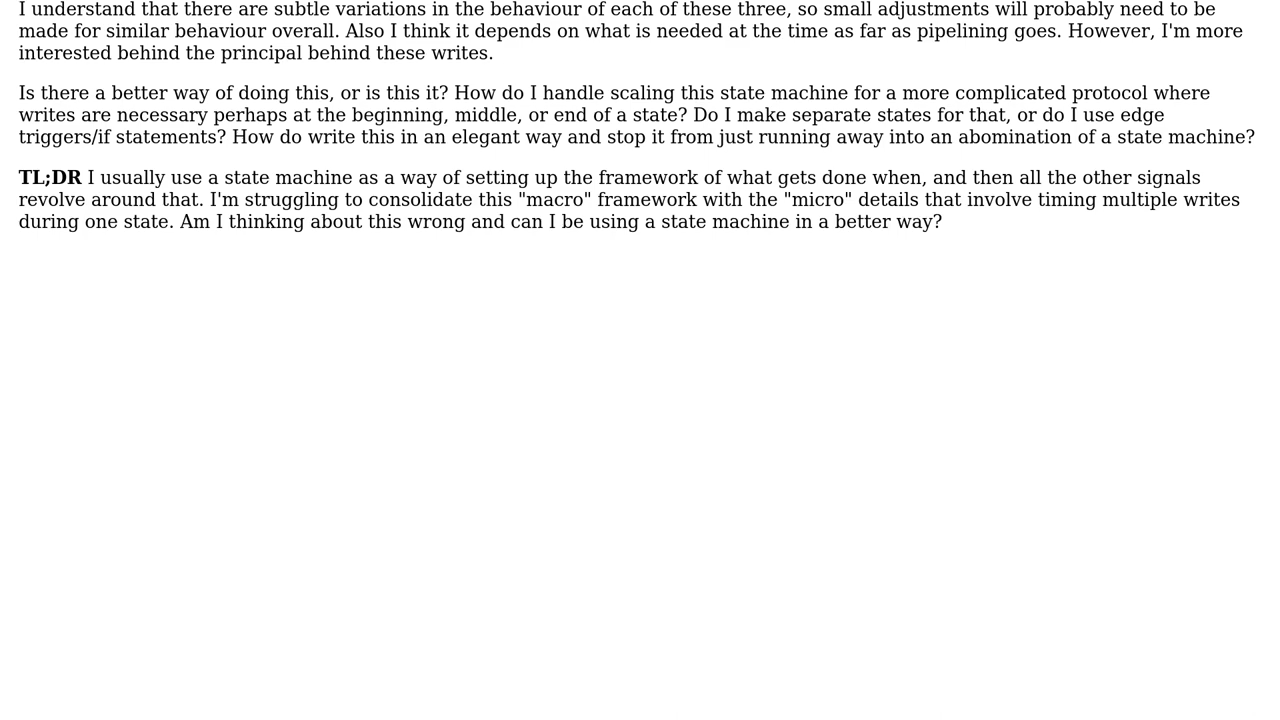 I understand that there are subtle variations in the behaviour of each of these three, so small adjustments will probably need to be
made for similar behaviour overall. Also I think it depends on what is needed at the time as far as pipelining goes. However, I'm more
interested behind the principal behind these writes.
Is there a better way of doing this, or is this it? How do I handle scaling this state machine for a more complicated protocol where
writes are necessary perhaps at the beginning, middle, or end of a state? Do I make separate states for that, or do I use edge
triggers/if statements? How do write this in an elegant way and stop it from just running away into an abomination of a state machine?
TL;DR I usually use a state machine as a way of setting up the framework of what gets done when, and then all the other signals
revolve around that. I'm struggling to consolidate this "macro" framework with the "micro" details that involve timing multiple writes
during one state. Am I thinking about this wrong and can I be using a state machine in a better way?